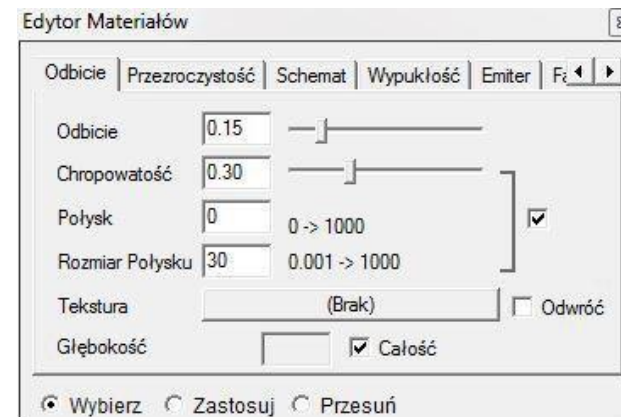 Edytor Materiałów
Odbicie Przezroczystość Schemat Wypukłość Emiter
Odbicie 0.15
Chropowatość 0.30
Połysk 0 0 -> 1000
Rozmiar Połysku 30 0.001 -> 1000
Tekstura (Brak) Odwróć
Głębokość Całość
Wybierz Zastosuj Przesuń